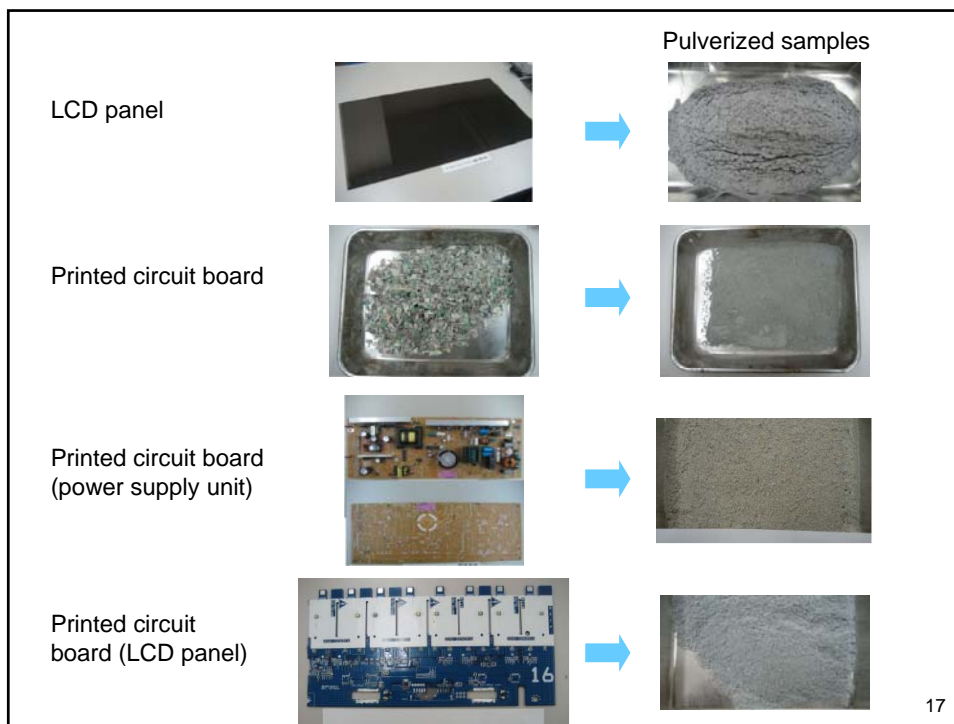 Pulverized samples
LCD panel
Printed circuit board
Printed circuit board
(power supply unit)
Printed circuit
board (LCD panel)
16
17